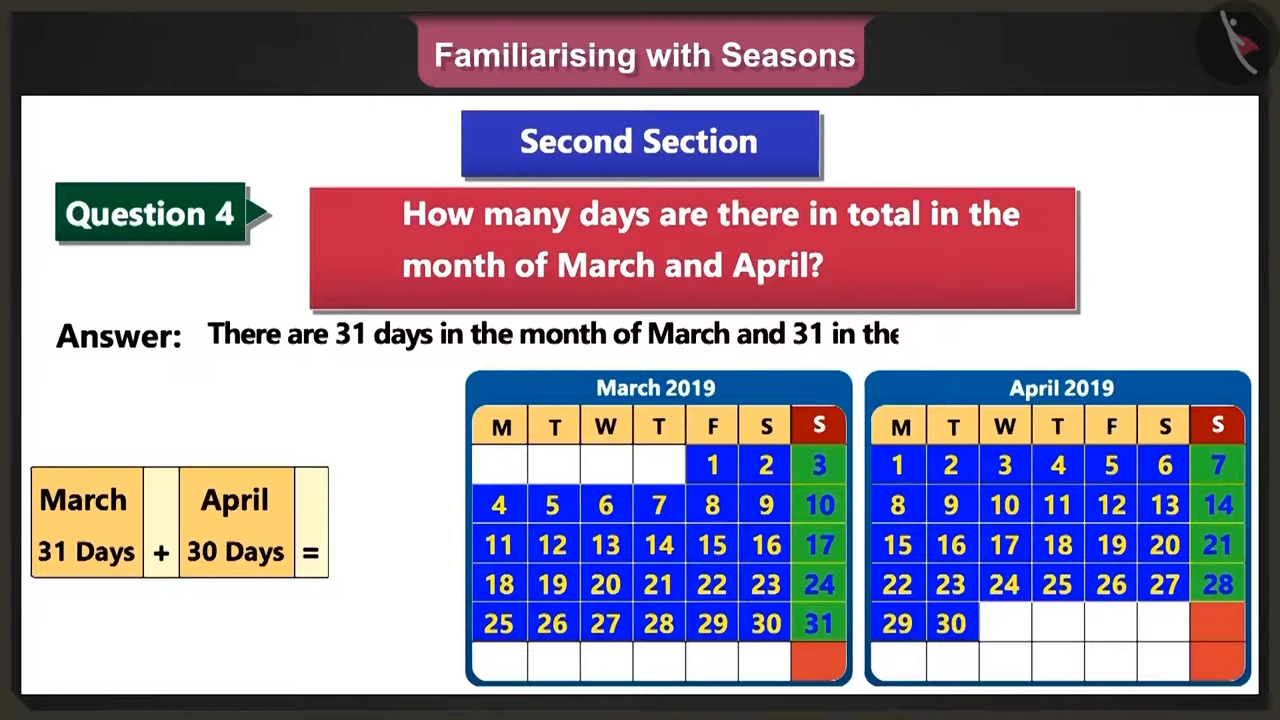 Familiarising with Seasons
Second Section
Question 4
How many days are there in total in the
month of March and April?
Answer: There are 31 days in the month of March and 31 in the
March 2019
M T W T F S S
1 2 3
4 5 6 7 8 9 10
11 12 13 14 15 16 17
18 19 20 21 22 23 24
25 26 27 28 29 30 31
April 2019
M T W T F S S
1 2 3 4 5 6 7
8 9 10 11 12 13 14
15 16 17 18 19 20 21
22 23 24 25 26 27 28
29 30
March April
31 Days + 30 Days =